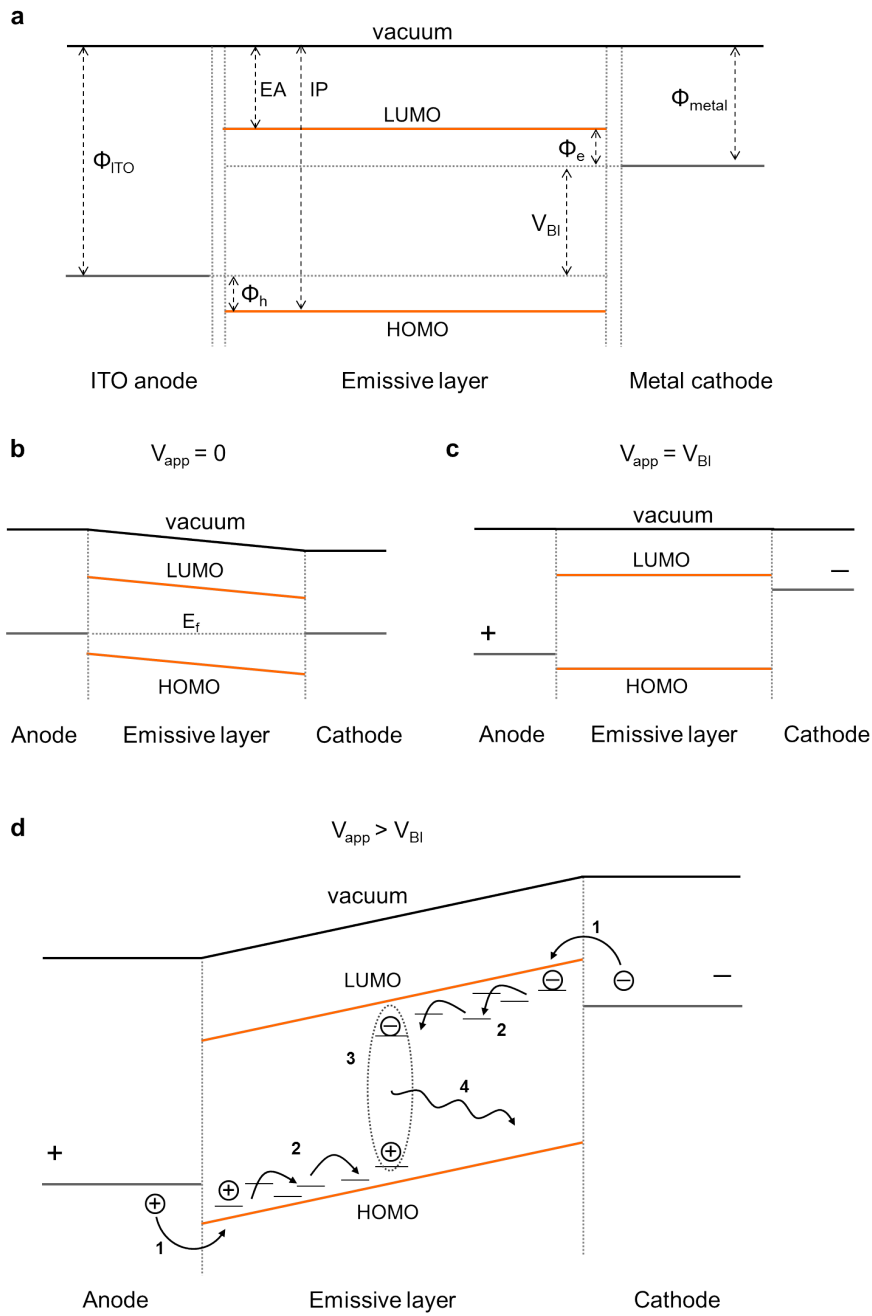 a
vacuum
EA IP
LUMO
Φmetal
Φe
ΦITO
VBI
Φh
HOMO
ITO anode Emissive layer Metal cathode
b Vapp = 0
vacuum
LUMO
Ef
HOMO
Anode Emissive layer Cathode
c Vapp = VBI
vacuum
LUMO
–
+
HOMO
Anode Emissive layer Cathode
d Vapp > VBI
vacuum
1
LUMO
– – –
2
–
3
4
+
2
+
+
+
HOMO
1
Anode Emissive layer Cathode